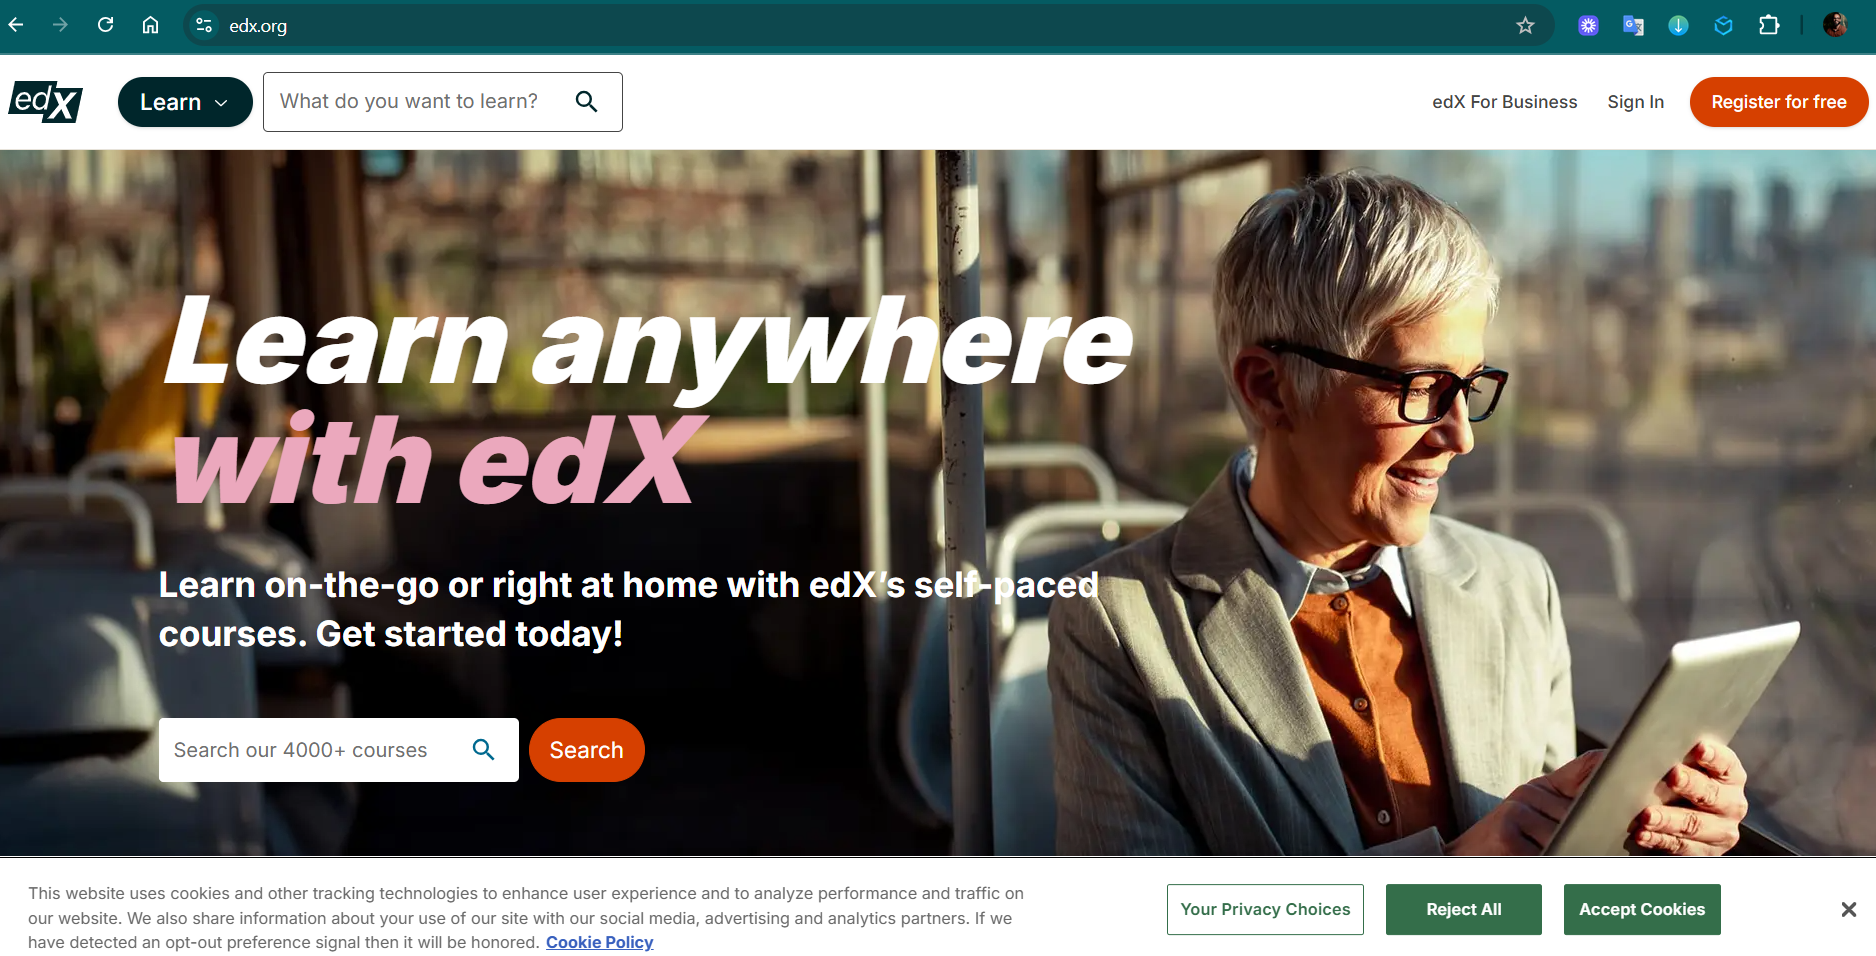 edx.org
edX
Learn
What do you want to learn?
edX For Business
Sign In
Register for free
Learn anywhere
with edX
Learn on-the-go or right at home with edX’s self-paced
courses. Get started today!
Search our 4000+ courses
Search
This website uses cookies and other tracking technologies to enhance user experience and to analyze performance and traffic on
our website. We also share information about your use of our site with our social media, advertising and analytics partners. If we
have detected an opt-out preference signal then it will be honored. Cookie Policy
Your Privacy Choices
Reject All
Accept Cookies